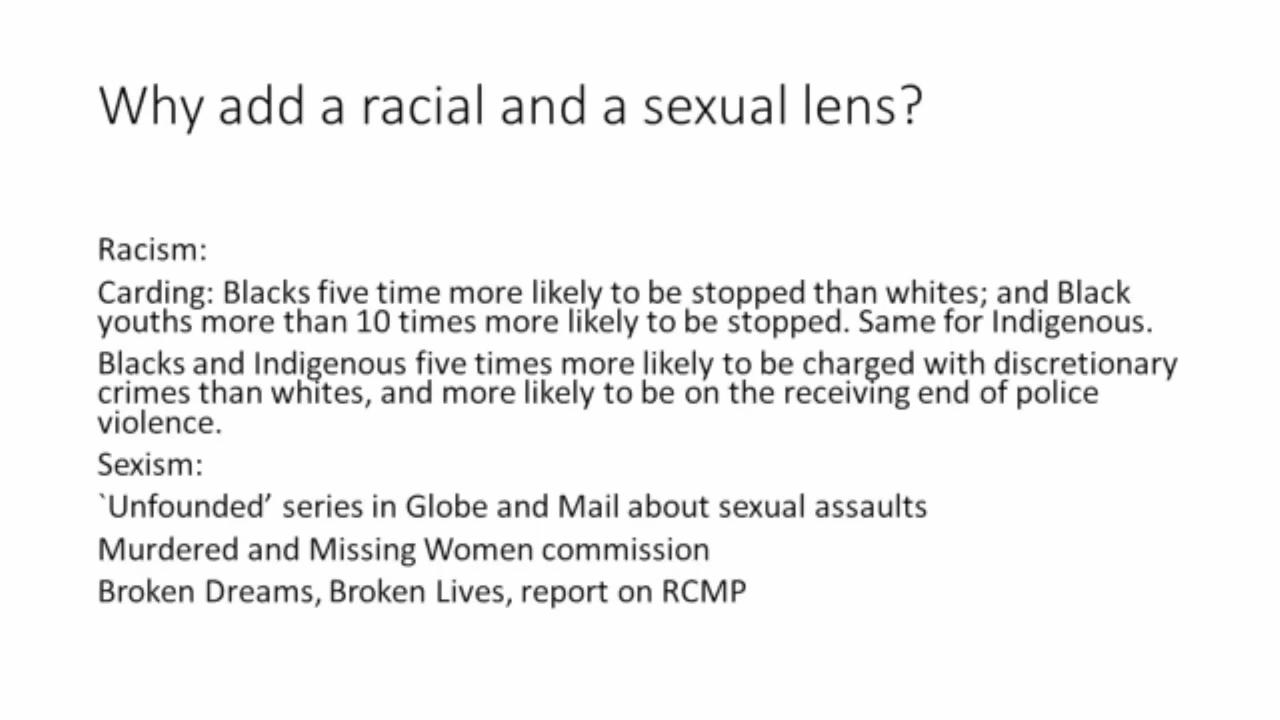 Why add a racial and a sexual lens?
Racism:
Carding: Blacks five time more likely to be stopped than whites; and Black
youths more than 10 times more likely to be stopped. Same for Indigenous.
Blacks and Indigenous five times more likely to be charged with discretionary
crimes than whites, and more likely to be on the receiving end of police
violence.
Sexism:
`Unfounded’ series in Globe and Mail about sexual assaults
Murdered and Missing Women commission
Broken Dreams, Broken Lives, report on RCMP